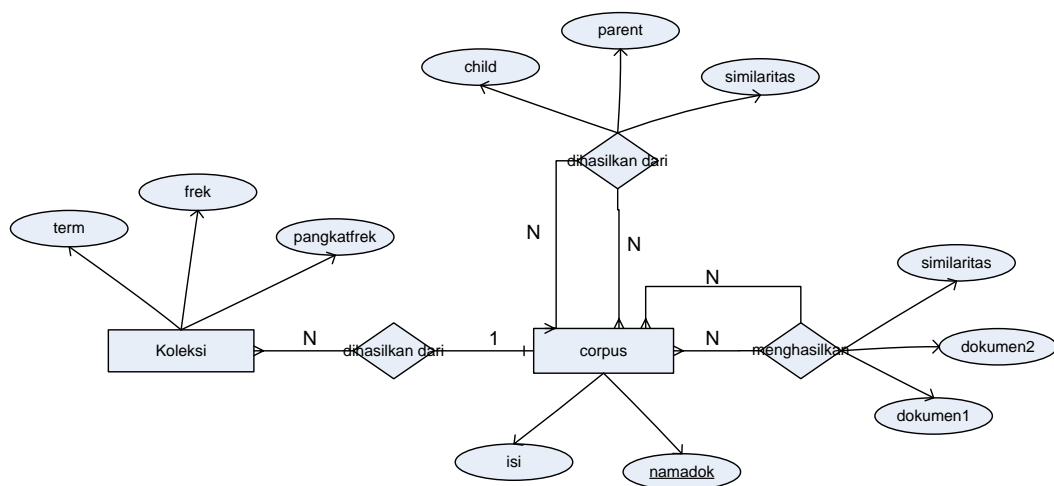 parent
child
similaritas
dihasilkan dari
frek
term
pangkatfrek
N
N
N
similaritas
Koleksi
N
dihasilkan dari
1
corpus
N
menghasilkan
dokumen2
dokumen1
isi
namadok